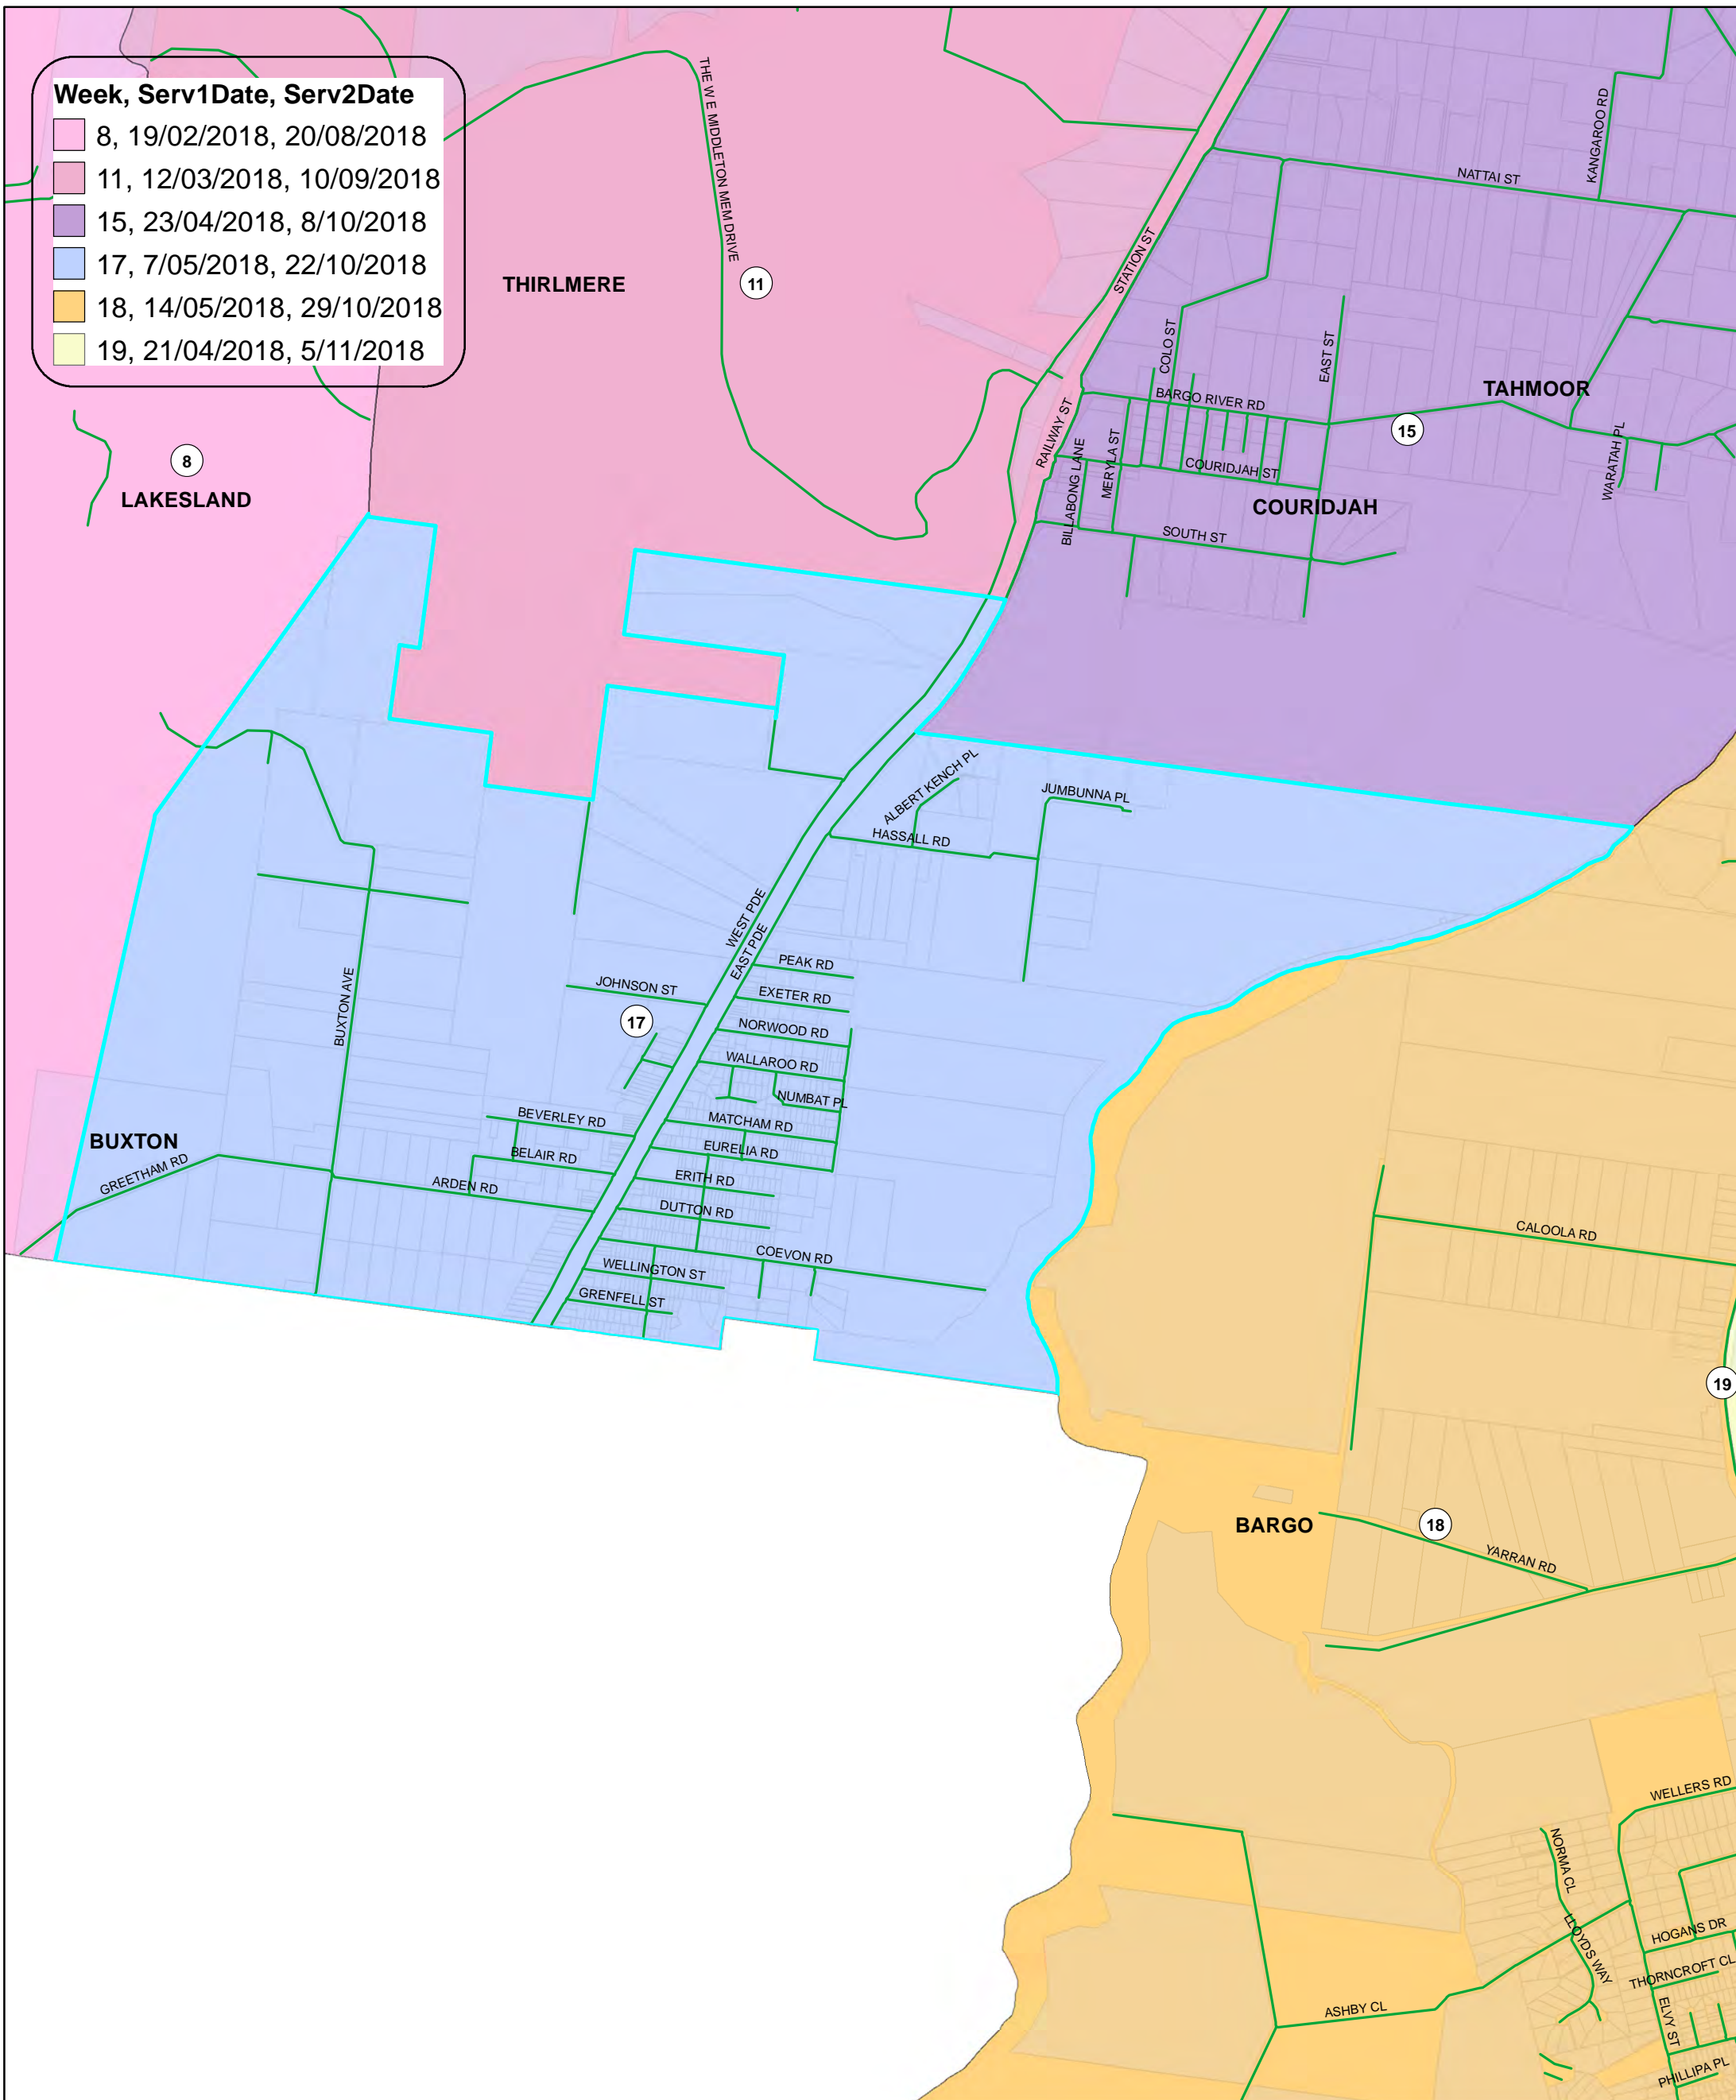 Week, Serv1Date, Serv2Date
8, 19/02/2018, 20/08/2018
11, 12/03/2018, 10/09/2018
15, 23/04/2018, 8/10/2018
17, 7/05/2018, 22/10/2018
18, 14/05/2018, 29/10/2018
19, 21/04/2018, 5/11/2018
THE W E MIDDLETON MEM DRIVE
KANGAROO RD
NATTAI ST
STATION ST
THIRLMERE
11
COLO ST
EAST ST
TAHMOOR
BARGO RIVER RD
15
RAILWAY ST
WARATAH PL
8
LAKESLAND
BILLABONG LANE
MERYLA ST
COURIDJAH ST
COURIDJAH
SOUTH ST
ALBERT KENCH PL
JUMBUNNA PL
HASSALL RD
WEST PDE
EAST PDE
PEAK RD
JOHNSON ST
EXETER RD
BUXTON AVE
17
NORWOOD RD
WALLAROO RD
NUMBAT PL
BEVERLEY RD
MATCHAM RD
BUXTON
EURELIA RD
BELAIR RD
GREETHAM RD
ERITH RD
ARDEN RD
DUTTON RD
CALOOLA RD
COEVON RD
WELLINGTON ST
GRENFELL ST
19
BARGO
18
YARRAN RD
WELLERS RD
NORMA CL
LLOYDS WAY
HOGANS DR
THORNCROFT CL
ASHBY CL
ELVY ST
PHILLIPA PL